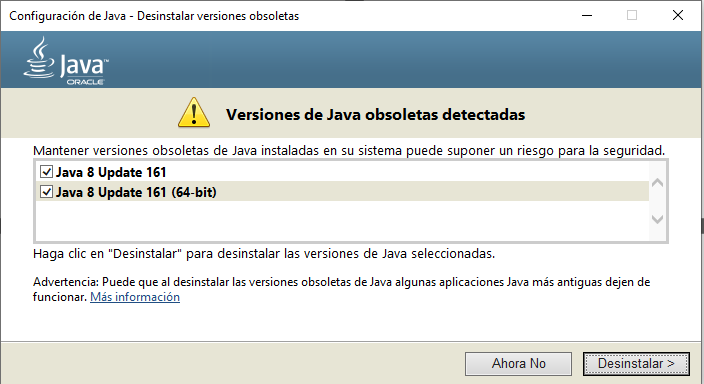 Configuración de Java - Desinstalar versiones obsoletas
Java™
ORACLE
Versiones de Java obsoletas detectadas
Mantener versiones obsoletas de Java instaladas en su sistema puede suponer un riesgo para la seguridad.
Java 8 Update 161
Java 8 Update 161 (64-bit)
Haga clic en "Desinstalar" para desinstalar las versiones de Java seleccionadas.
Advertencia: Puede que al desinstalar las versiones obsoletas de Java algunas aplicaciones Java más antiguas dejen de
funcionar. Más información
Ahora No
Desinstalar >